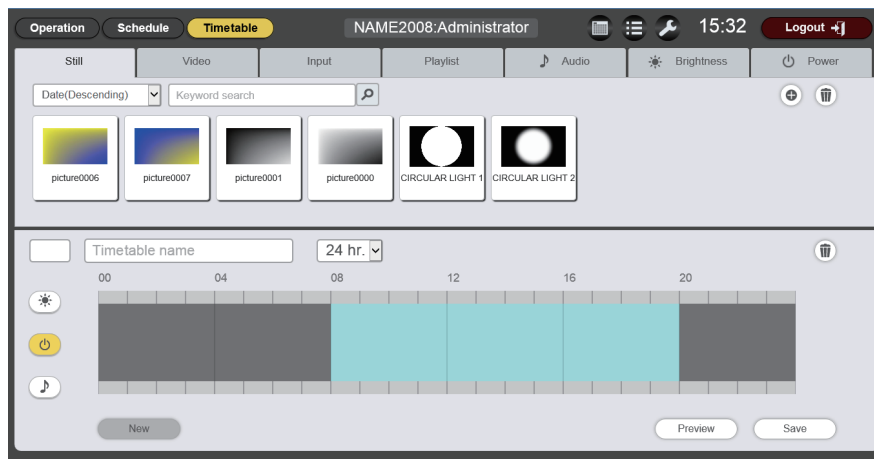 Operation Schedule Timetable NAME2008:Administrator 15:32 Logout
Still Video Input Playlist Audio Brightness Power
Date(Descending) Keyword search
picture0006 picture0007 picture0001 picture0000 CIRCULAR LIGHT 1 CIRCULAR LIGHT 2
Timetable name 24 hr.
00 04 08 12 16 20
New Preview Save